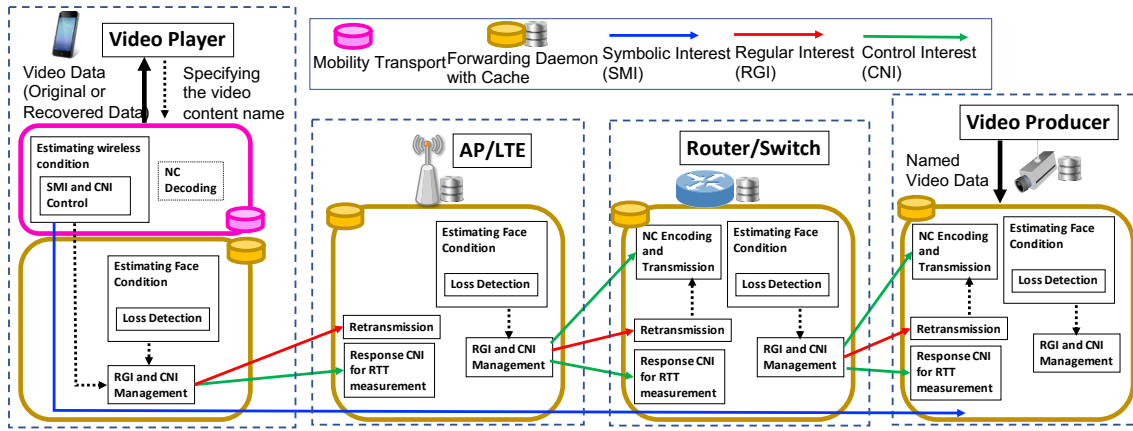 Video Player
Video Data
(Original or
Recovered Data)
Specifying
the video
content name
Mobility Transport
Forwarding Daemon
with Cache
Symbolic Interest
(SMI)
Regular Interest
(RGI)
Control Interest
(CNI)
Estimating wireless
condition
SMI and CNI
Control
NC
Decoding
Estimating Face
Condition
Loss Detection
RGI and CNI
Management
AP/LTE
Estimating Face
Condition
Loss Detection
Retransmission
Response CNI
for RTT
measurement
RGI and CNI
Management
Router/Switch
NC Encoding
and
Transmission
Estimating Face
Condition
Loss Detection
Retransmission
Response CNI
for RTT
measurement
RGI and CNI
Management
Video Producer
Named
Video Data
NC Encoding
and
Transmission
Estimating Face
Condition
Loss Detection
Retransmission
Response CNI
for RTT
measurement
RGI and CNI
Management